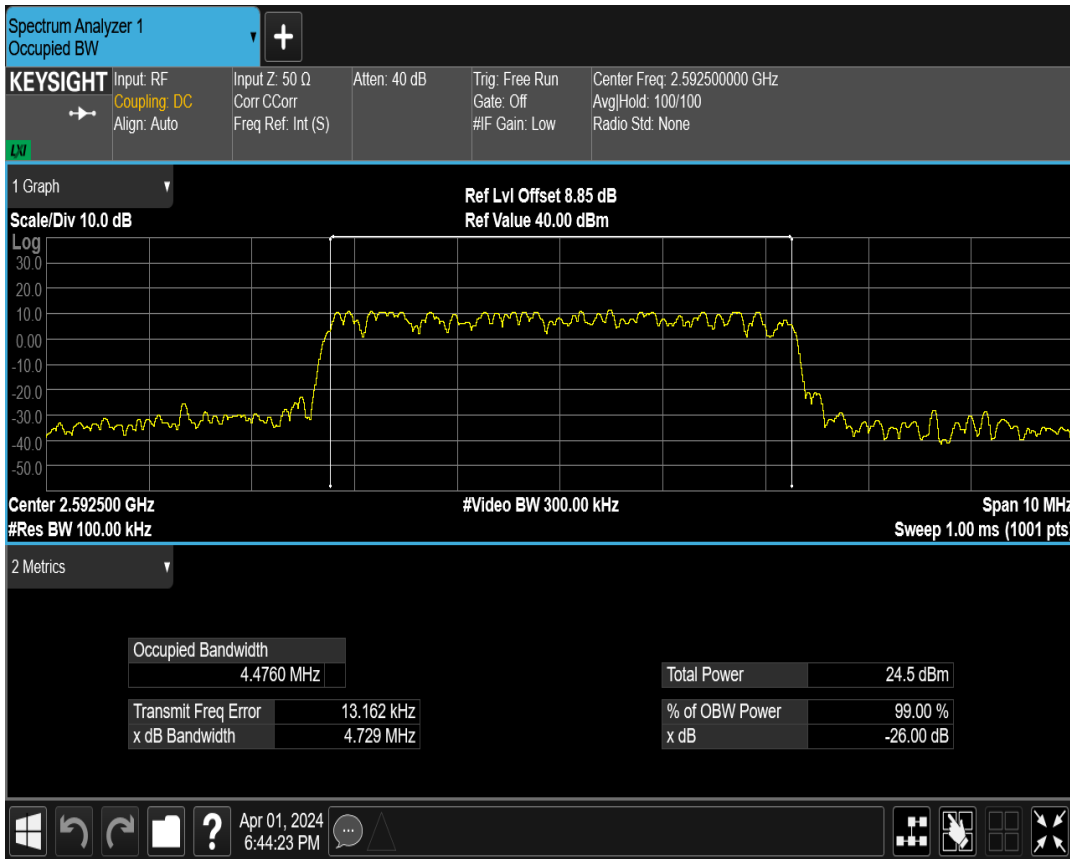 Spectrum Analyzer 1
Occupied BW
+
KEYSIGHT
LXI
Input: RF
Coupling: DC
Align: Auto
Input Z: 50 Ω
Corr CCorr
Freq Ref: Int (S)
Atten: 40 dB
Trig: Free Run
Gate: Off
#IF Gain: Low
Center Freq: 2.592500000 GHz
Avg|Hold: 100/100
Radio Std: None
1 Graph
Scale/Div 10.0 dB
Ref Lvl Offset 8.85 dB
Ref Value 40.00 dBm
Log
30.0
20.0
10.0
0.00
-10.0
-20.0
-30.0
-40.0
-50.0
Center 2.592500 GHz
#Video BW 300.00 kHz
Span 10 MHz
#Res BW 100.00 kHz
Sweep 1.00 ms (1001 pts)
2 Metrics
Occupied Bandwidth
4.4760 MHz
Transmit Freq Error 13.162 kHz
x dB Bandwidth 4.729 MHz
Total Power 24.5 dBm
% of OBW Power 99.00 %
x dB -26.00 dB
?
Apr 01, 2024
6:44:23 PM